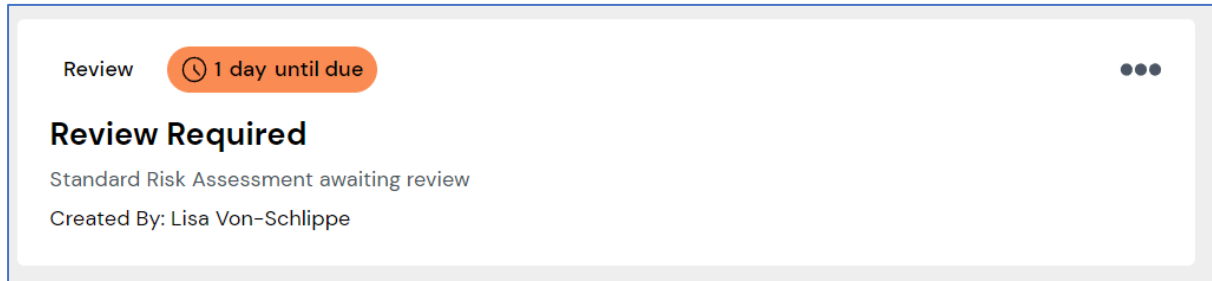 Review
1 day until due
Review Required
Standard Risk Assessment awaiting review
Created By: Lisa Von-Schlippe